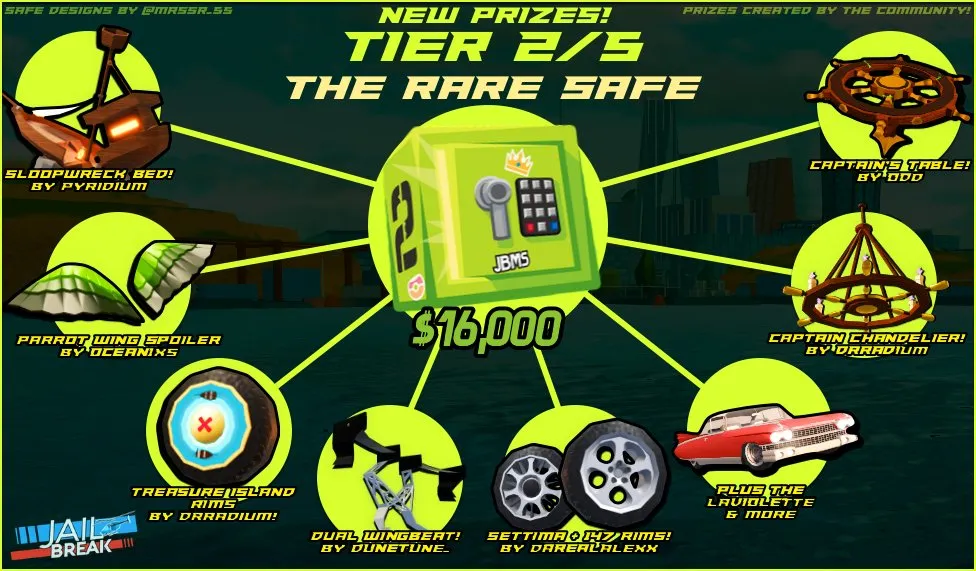 SAFE DESIGNS BY @MRSSR_SS
NEW PRIZES!
PRIZES CREATED BY THE COMMUNITY!
TIER 2/5
THE RARE SAFE
SLOOPWRECK BED!
BY PYRIDIUM
CAPTAIN'S TABLE!
BY ODD
2
JBMS
$16,000
PARROT WING SPOILER
BY OCEANIXS
CAPTAIN CHANDELIER!
BY DRRADIUM
TREASURE ISLAND
RIMS
BY DRRADIUM!
DUAL WINGBEAT!
BY DUNETUNE_
SETTIMA + 147 RIMS!
BY DAREALALEXX
PLUS THE
LAVIOLETTE
& MORE
JAIL
BREAK